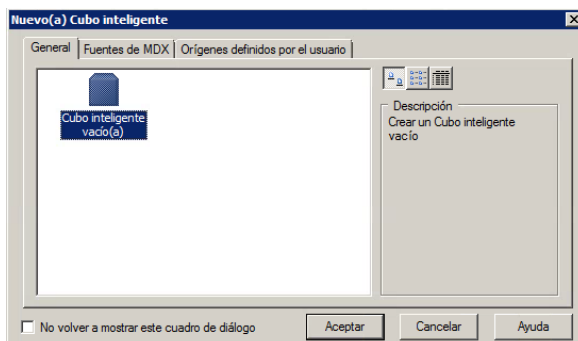 Nuevo(a) Cubo inteligente
General
Fuentes de MDX
Orígenes definidos por el usuario
Cubo inteligente
vacío(a)
Descripción
Crear un Cubo inteligente
vacío
No volver a mostrar este cuadro de diálogo
Aceptar
Cancelar
Ayuda